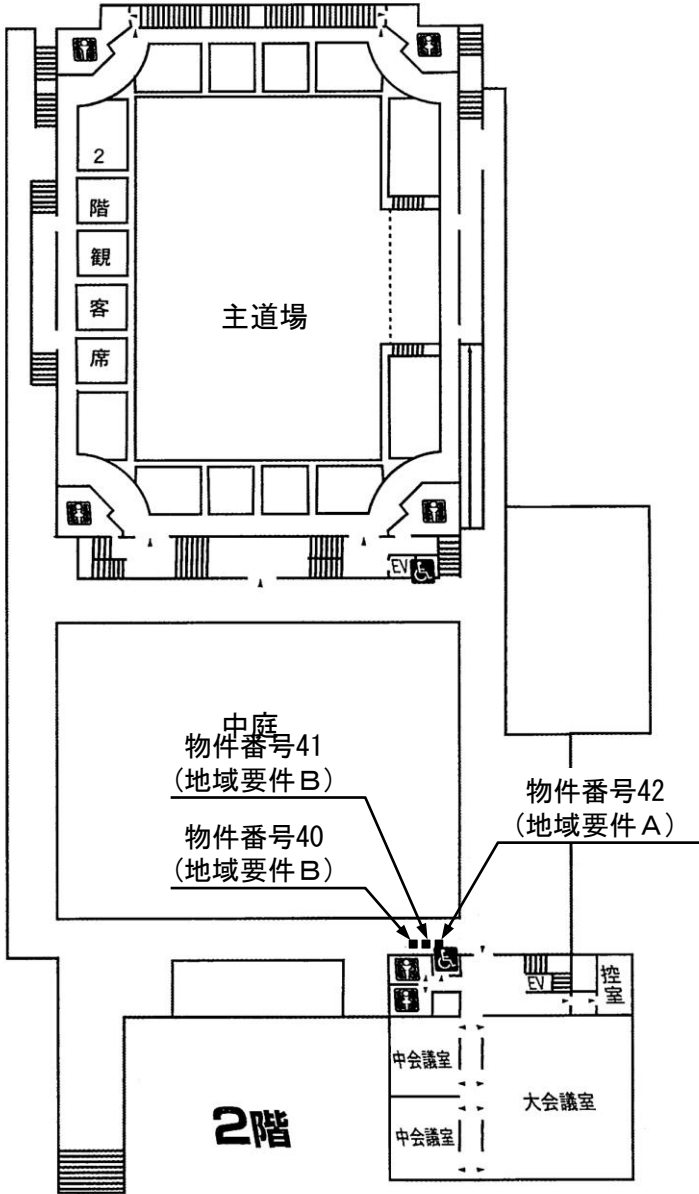 2
階
観
客
席
主道場
EV
中庭
物件番号41
（地域要件Ｂ）
物件番号42
（地域要件Ａ）
物件番号40
（地域要件Ｂ）
EV
控室
中会議室
大会議室
中会議室
2階